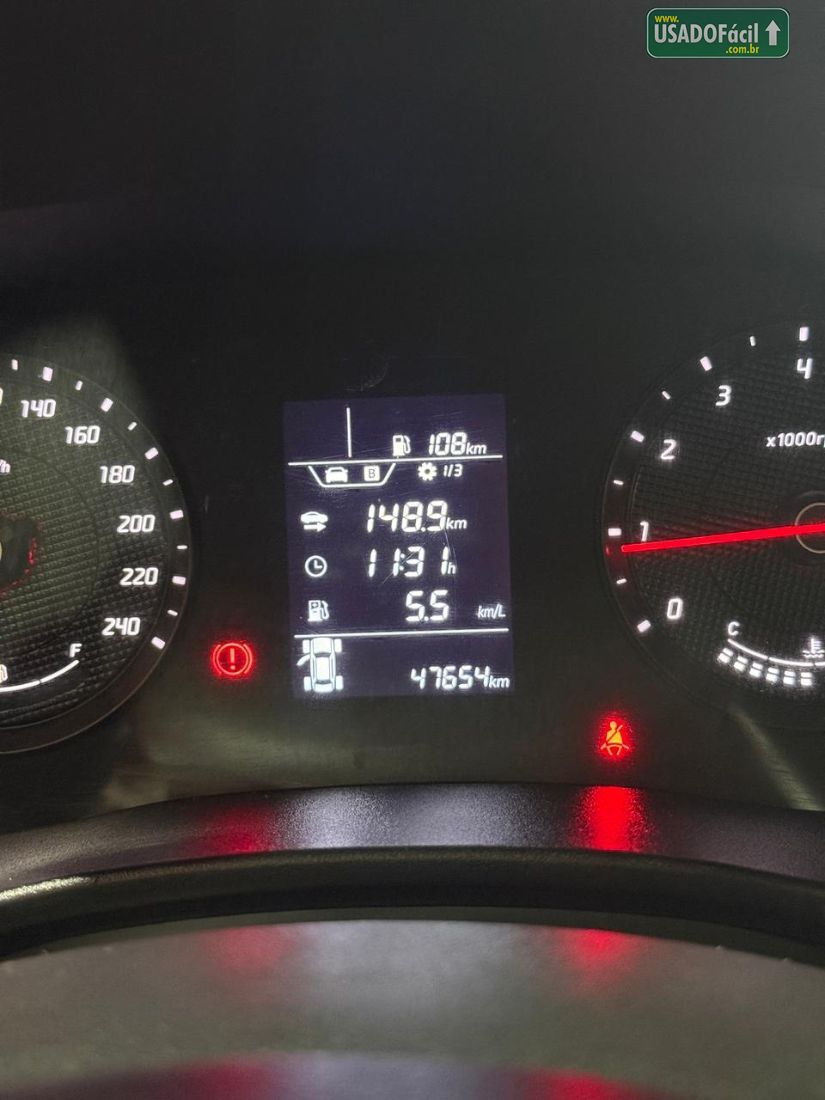 www.
USADOFácil
.com.br
108km
B 1/3
148.9km
11:31h
5.5 km/L
47654km
140
160
180
200
220
240
F
4
3
2
1
0
x1000r
C